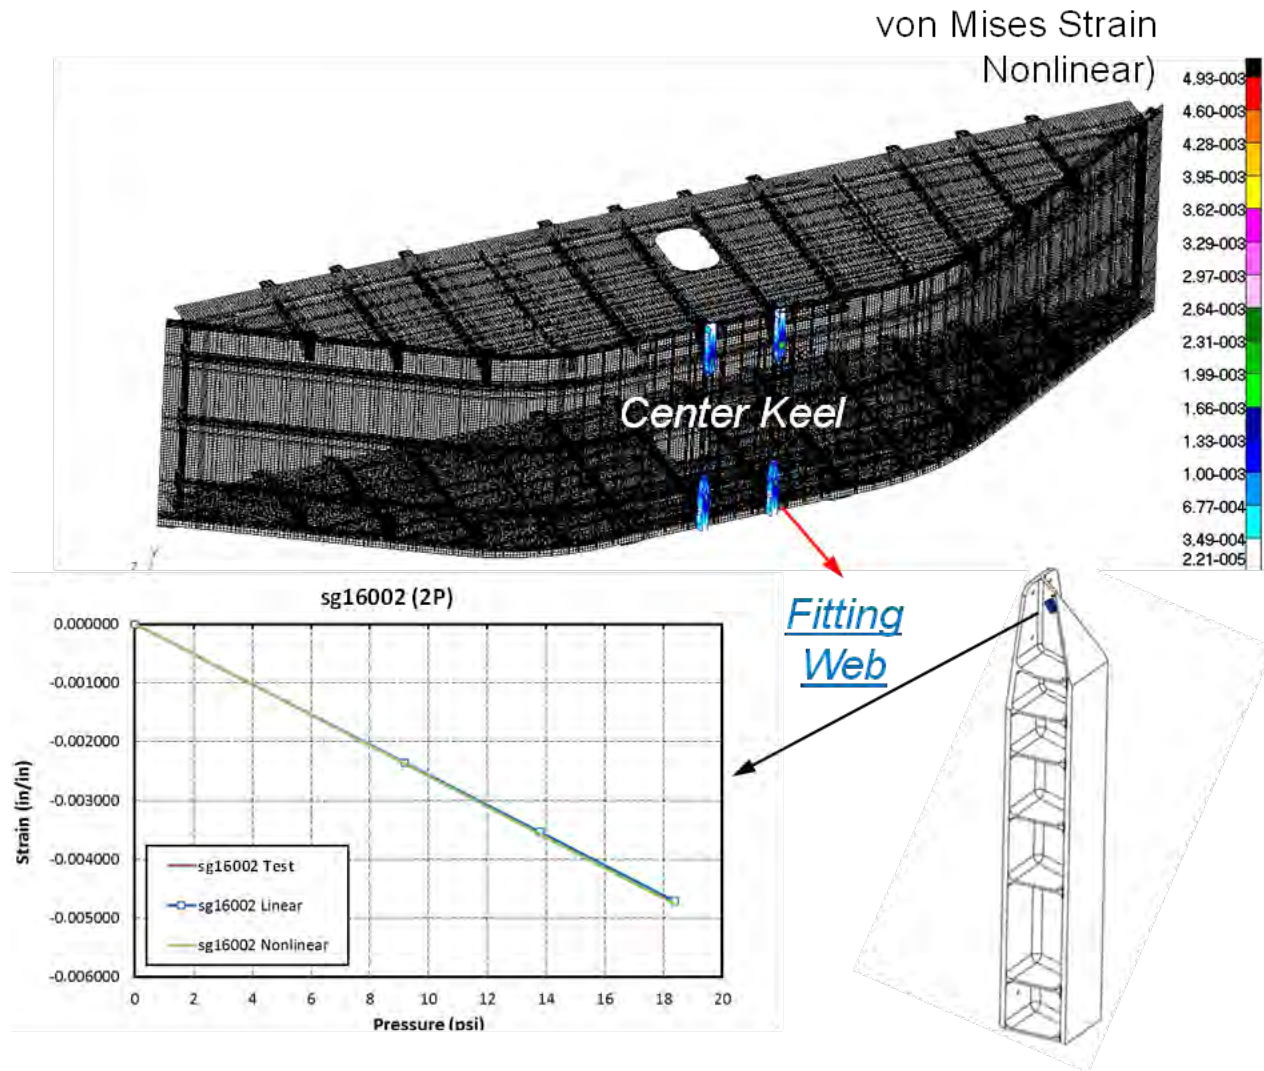 von Mises Strain
Nonlinear)
4.93-003
4.60-003
4.28-003
3.95-003
3.62-003
3.29-003
2.97-003
2.64-003
2.31-003
1.99-003
1.66-003
1.33-003
1.00-003
6.77-004
3.49-004
2.21-005
Center Keel
Z Y
Fitting
Web
sg16002 (2P)
Strain (in/in)
0.000000
-0.001000
-0.002000
-0.003000
-0.004000
-0.005000
-0.006000
sg16002 Test
sg16002 Linear
sg16002 Nonlinear
0 2 4 6 8 10 12 14 16 18 20
Pressure (psi)